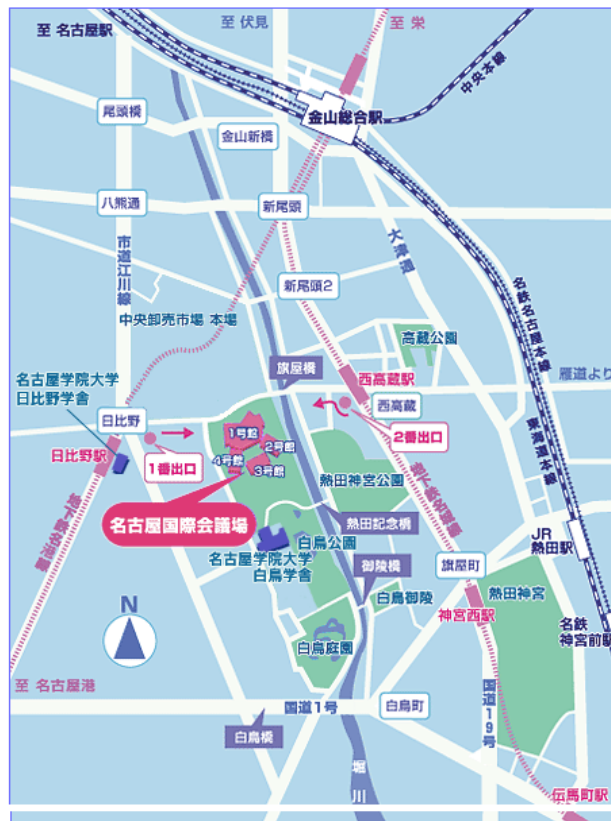 至 名古屋駅
至 伏見
至 栄
中央本線
尾頭橋
金山新橋
金山総合駅
八熊通
新尾頭
大津通
市道江川線
新尾頭2
名鉄名古屋本線
中央卸売市場 本場
高蔵公園
旗屋橋
西高蔵駅
雁道より
名古屋学院大学
日比野学舎
日比野
西高蔵
1号館
2号館
2番出口
日比野駅
1番出口
4号館
3号館
東海道本線
熱田神宮公園
地下鉄名城線
名古屋国際会議場
熱田記念橋
地下鉄名港線
白鳥公園
名古屋学院大学
白鳥学舎
御陵橋
JR
熱田駅
旗屋町
熱田神宮
白鳥御陵
神宮西駅
N
名鉄
神宮前駅
白鳥庭園
至 名古屋港
国道1号
白鳥町
国道19号
白鳥橋
堀川
伝馬町駅